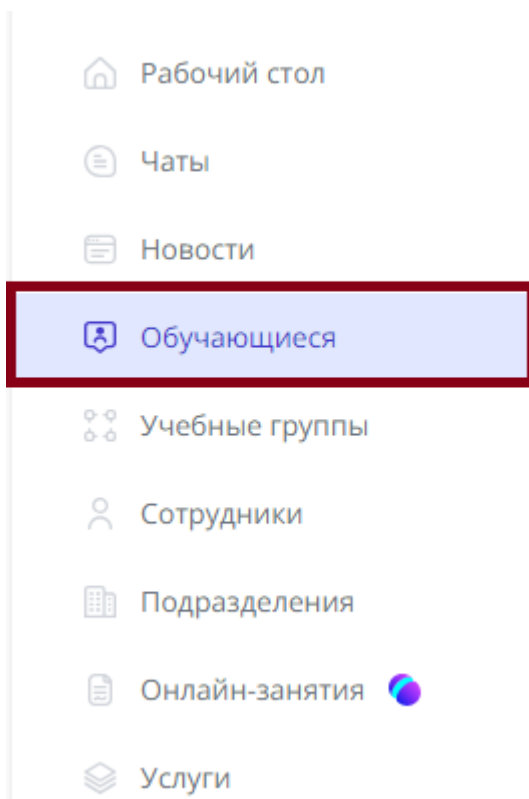 Рабочий стол
Чаты
Новости
Обучающиеся
Учебные группы
Сотрудники
Подразделения
Онлайн-занятия
Услуги